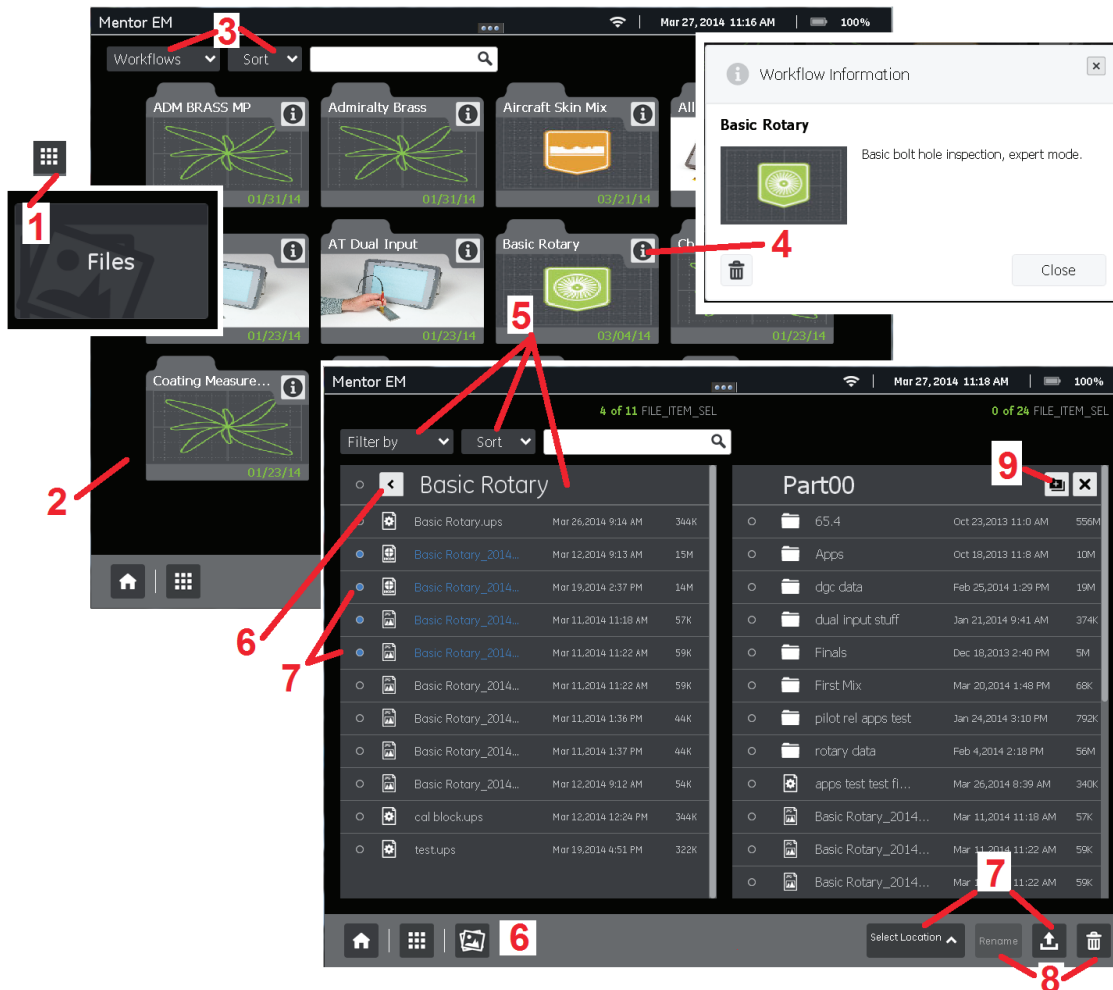 Mentor EM
Mar 27, 2014 11:16 AM
100%
3
Workflows
Sort
ADM BRASS MP
01/31/14
Admiralty Brass
01/31/14
Aircraft Skin Mix
03/21/14
All
Workflow Information
Basic Rotary
Basic bolt hole inspection, expert mode.
4
Close
1
Files
01/23/14
AT Dual Input
01/23/14
Basic Rotary
03/04/14
Ch
01/23/14
5
Coating Measure...
01/23/14
2
Mentor EM
Mar 27, 2014 11:18 AM
100%
4 of 11 FILE_ITEM_SEL
0 of 24 FILE_ITEM_SEL
Filter by
Sort
Basic Rotary
Basic Rotary.ups Mar 26,2014 9:14 AM 344K
Basic Rotary_2014... Mar 12,2014 9:13 AM 15M
Basic Rotary_2014... Mar 19,2014 2:37 PM 14M
Basic Rotary_2014... Mar 11,2014 11:18 AM 57K
Basic Rotary_2014... Mar 11,2014 11:22 AM 59K
Basic Rotary_2014... Mar 11,2014 11:22 AM 59K
Basic Rotary_2014... Mar 11,2014 1:36 PM 44K
Basic Rotary_2014... Mar 11,2014 1:37 PM 44K
Basic Rotary_2014... Mar 12,2014 9:12 AM 54K
cal block.ups Mar 12,2014 12:24 PM 344K
test.ups Mar 19,2014 4:51 PM 322K
6
7
9
Part00
65.4 Oct 23,2013 11:0 AM 556M
Apps Oct 18,2013 11:8 AM 10M
dgc data Feb 25,2014 1:29 PM 19M
dual input stuff Jan 21,2014 9:41 AM 374K
Finals Dec 18,2013 2:40 PM 5M
First Mix Mar 20,2014 1:48 PM 68K
pilot rel apps test Jan 24,2014 3:10 PM 792K
rotary data Feb 4,2014 2:18 PM 56M
apps test test fi... Mar 26,2014 8:39 AM 340K
Basic Rotary_2014... Mar 11,2014 11:18 AM 57K
Basic Rotary_2014... Mar 11,2014 11:22 AM 59K
Basic Rotary_2014... Mar 11:22 AM 59K
7
6
Select Location
Rename
8